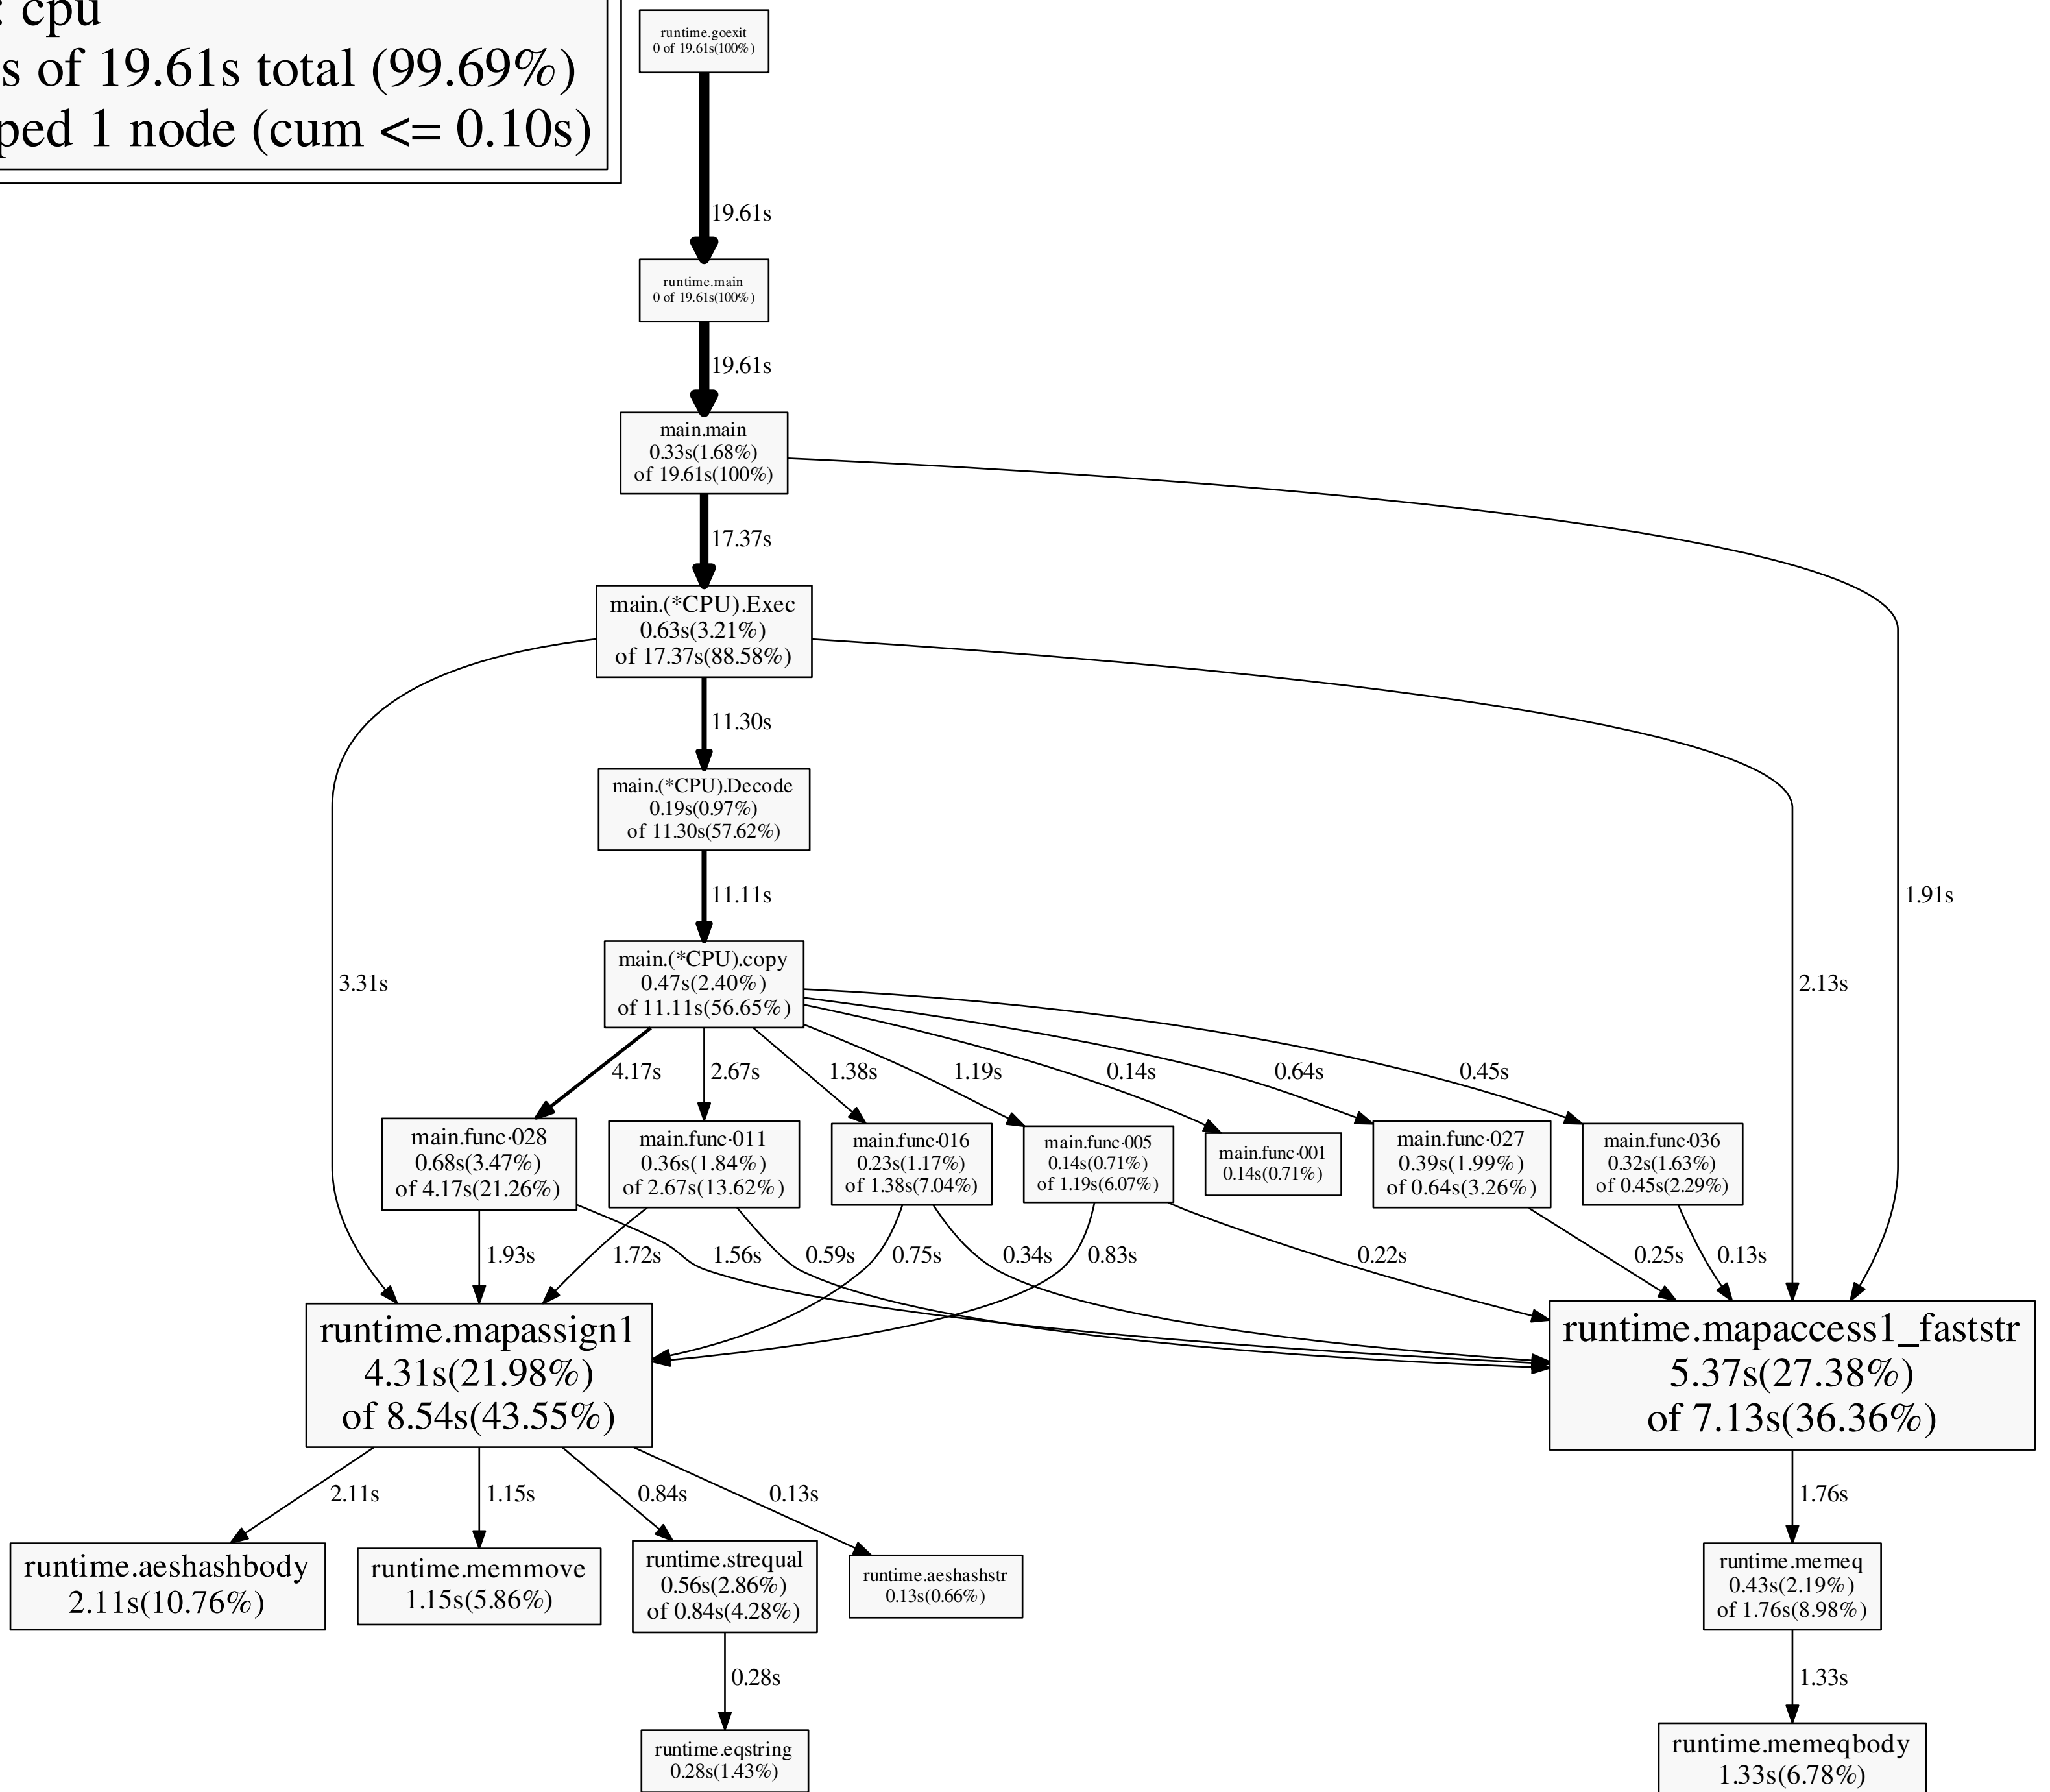 : cpu
s of 19.61s total (99.69%)
ped 1 node (cum <= 0.10s)
runtime.goexit
0 of 19.61s(100%)
19.61s
runtime.main
0 of 19.61s(100%)
19.61s
main.main
0.33s(1.68%)
of 19.61s(100%)
17.37s
main.(*CPU).Exec
0.63s(3.21%)
of 17.37s(88.58%)
11.30s
main.(*CPU).Decode
0.19s(0.97%)
of 11.30s(57.62%)
11.11s
1.91s
main.(*CPU).copy
0.47s(2.40%)
of 11.11s(56.65%)
3.31s
2.13s
4.17s
2.67s
1.38s
1.19s
0.14s
0.64s
0.45s
main.func·028
0.68s(3.47%)
of 4.17s(21.26%)
main.func·011
0.36s(1.84%)
of 2.67s(13.62%)
main.func·016
0.23s(1.17%)
of 1.38s(7.04%)
main.func·005
0.14s(0.71%)
of 1.19s(6.07%)
main.func·001
0.14s(0.71%)
main.func·027
0.39s(1.99%)
of 0.64s(3.26%)
main.func·036
0.32s(1.63%)
of 0.45s(2.29%)
1.93s
1.72s
1.56s
0.59s
0.75s
0.34s
0.83s
0.22s
0.25s
0.13s
runtime.mapassign1
4.31s(21.98%)
of 8.54s(43.55%)
runtime.mapaccess1_faststr
5.37s(27.38%)
of 7.13s(36.36%)
2.11s
1.15s
0.84s
0.13s
1.76s
runtime.aeshashbody
2.11s(10.76%)
runtime.memmove
1.15s(5.86%)
runtime.strequal
0.56s(2.86%)
of 0.84s(4.28%)
runtime.aeshashstr
0.13s(0.66%)
runtime.memeq
0.43s(2.19%)
of 1.76s(8.98%)
0.28s
1.33s
runtime.eqstring
0.28s(1.43%)
runtime.memeqbody
1.33s(6.78%)